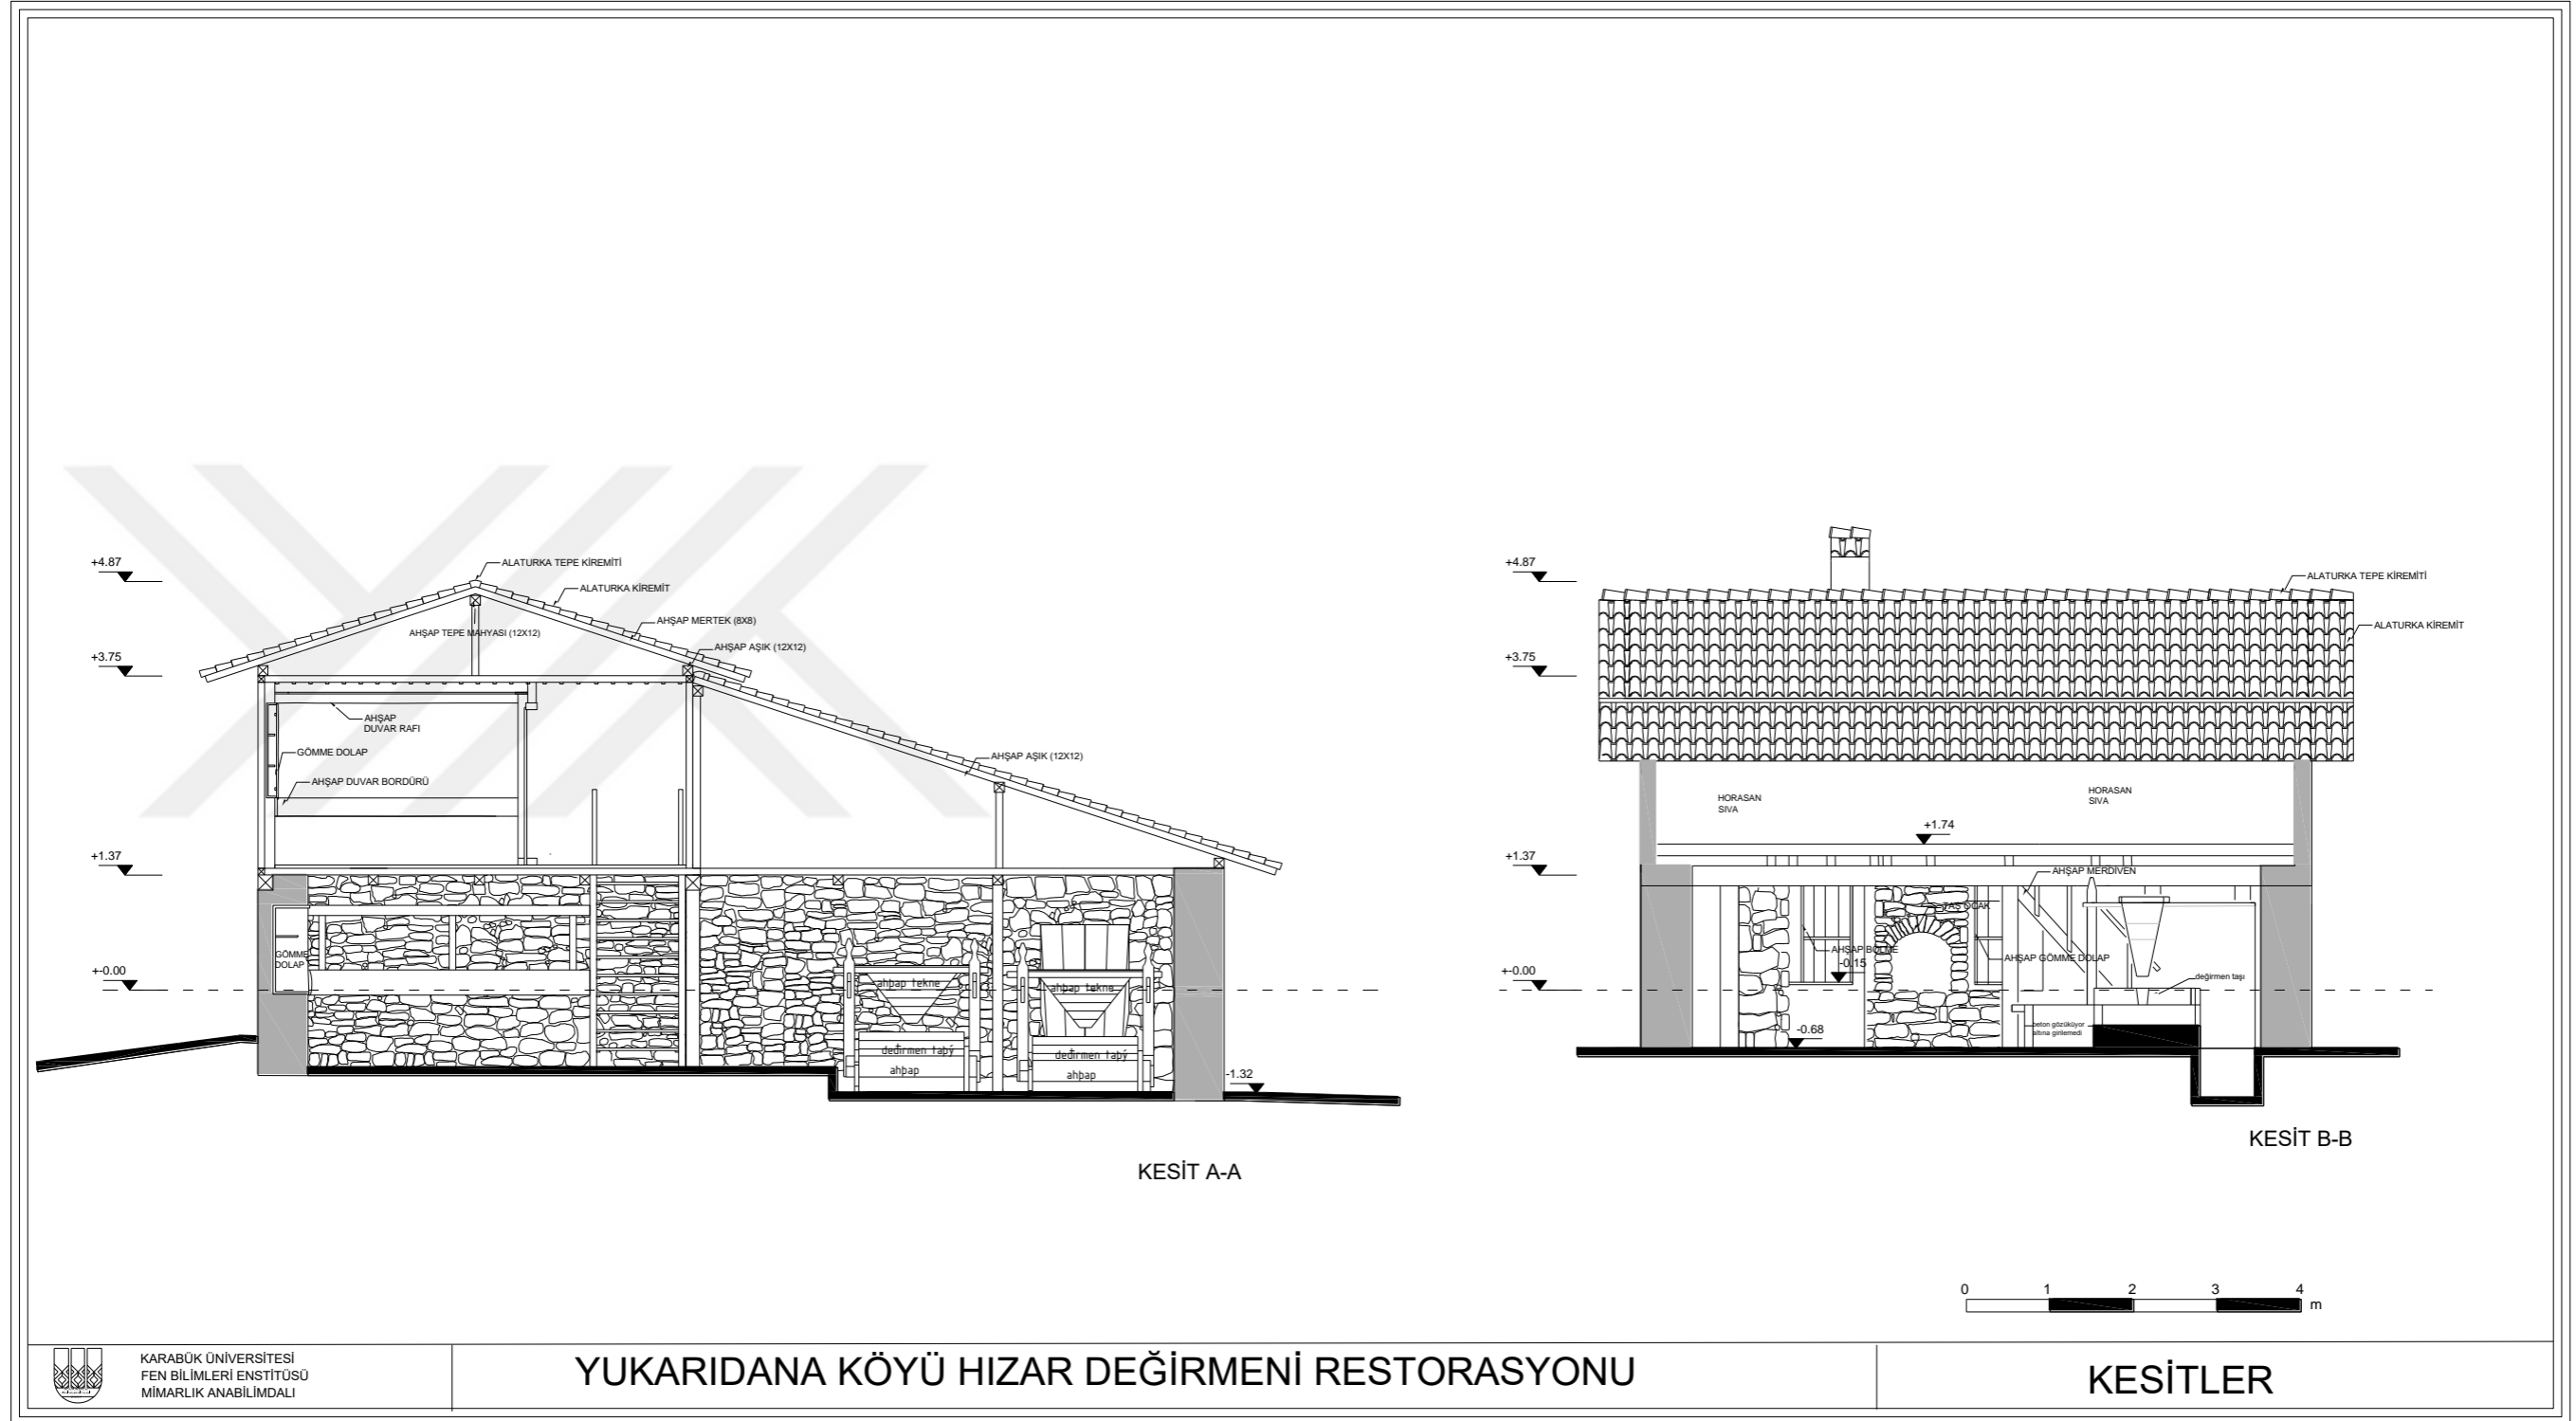 +4.87
ALATURKA TEPE KİREMİTİ
ALATURKA KİREMİT
AHŞAP MERTEK (8X8)
AHŞAP TEPE MAHYASI (12X12)
AHŞAP AŞIK (12X12)
+3.75
AHŞAP
DUVAR RAFI
GÖMME DOLAP
AHŞAP DUVAR BORDÜRÜ
AHŞAP AŞIK (12X12)
+1.37
GÖMME
DOLAP
+-0.00
ahþap tekne
ahþap tekne
deðirmen taþý
ahþap
deðirmen taþý
ahþap
-1.32
KESİT A-A
+4.87
ALATURKA TEPE KİREMİTİ
ALATURKA KİREMİT
+3.75
HORASAN
SIVA
HORASAN
SIVA
+1.74
+1.37
AHŞAP MERDİVEN
TAŞ OCAK
AHŞAP BÖLME
-0.15
AHŞAP GÖMME DOLAP
+-0.00
değirmen taşı
beton gözüküyor
altına girilemedi
-0.68
KESİT B-B
0 1 2 3 4
m
KARABÜK ÜNİVERSİTESİ
FEN BİLİMLERİ ENSTİTÜSÜ
MİMARLIK ANABİLİMDALI
YUKARIDANA KÖYÜ HIZAR DEĞİRMENİ RESTORASYONU
KESİTLER